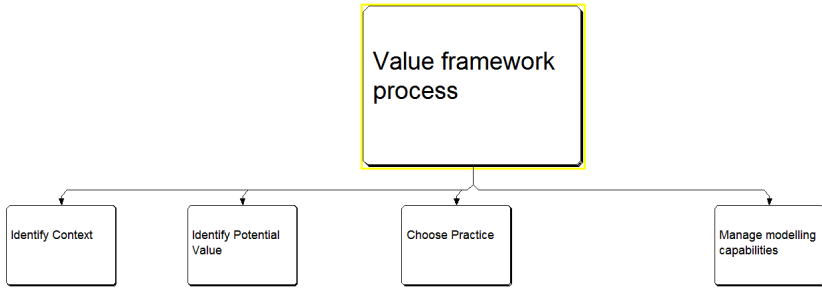 Value framework
process
Identify Context
Identify Potential
Value
Choose Practice
Manage modelling
capabilities